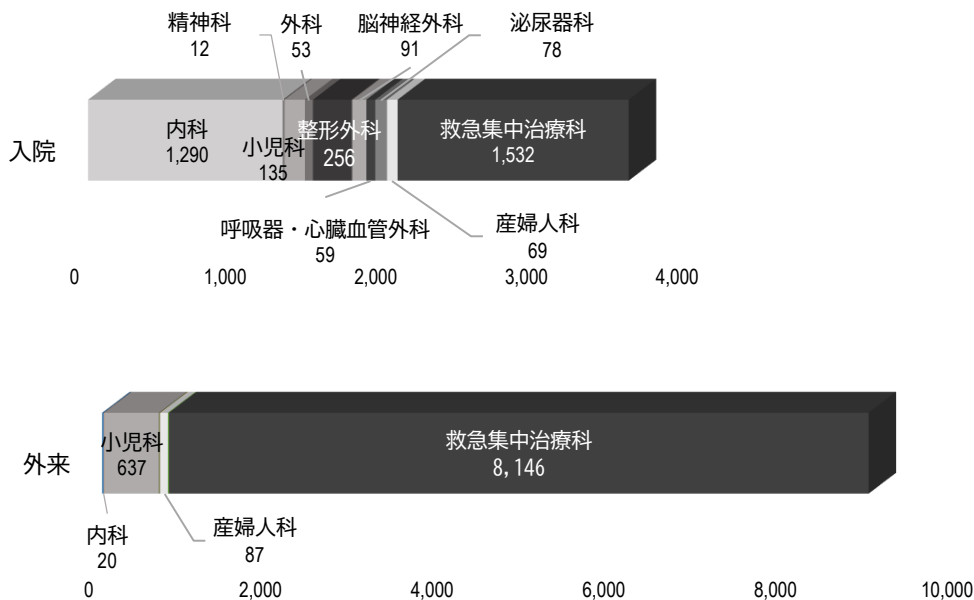 精神科
12
外科
53
脳神経外科
91
泌尿器科
78
入院
内科
1,290
小児科
135
整形外科
256
救急集中治療科
1,532
呼吸器・心臓血管外科
59
産婦人科
69
0 1,000 2,000 3,000 4,000
外来
小児科
637
救急集中治療科
8,146
内科
20
産婦人科
87
0 2,000 4,000 6,000 8,000 10,000